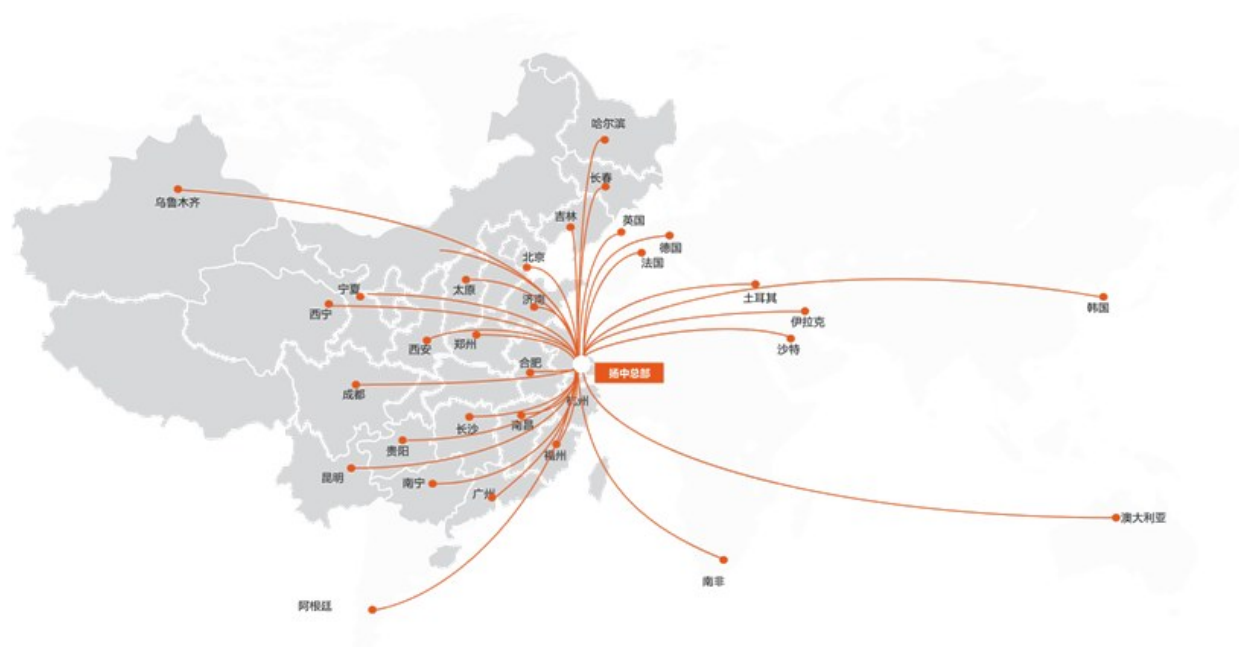 哈尔滨
长春
乌鲁木齐
吉林
英国
德国
北京
法国
宁夏
太原
济南
土耳其
韩国
西宁
伊拉克
西安
郑州
沙特
合肥
扬中总部
成都
杭州
长沙
南昌
贵阳
福州
昆明
南宁
广州
澳大利亚
南非
阿根廷